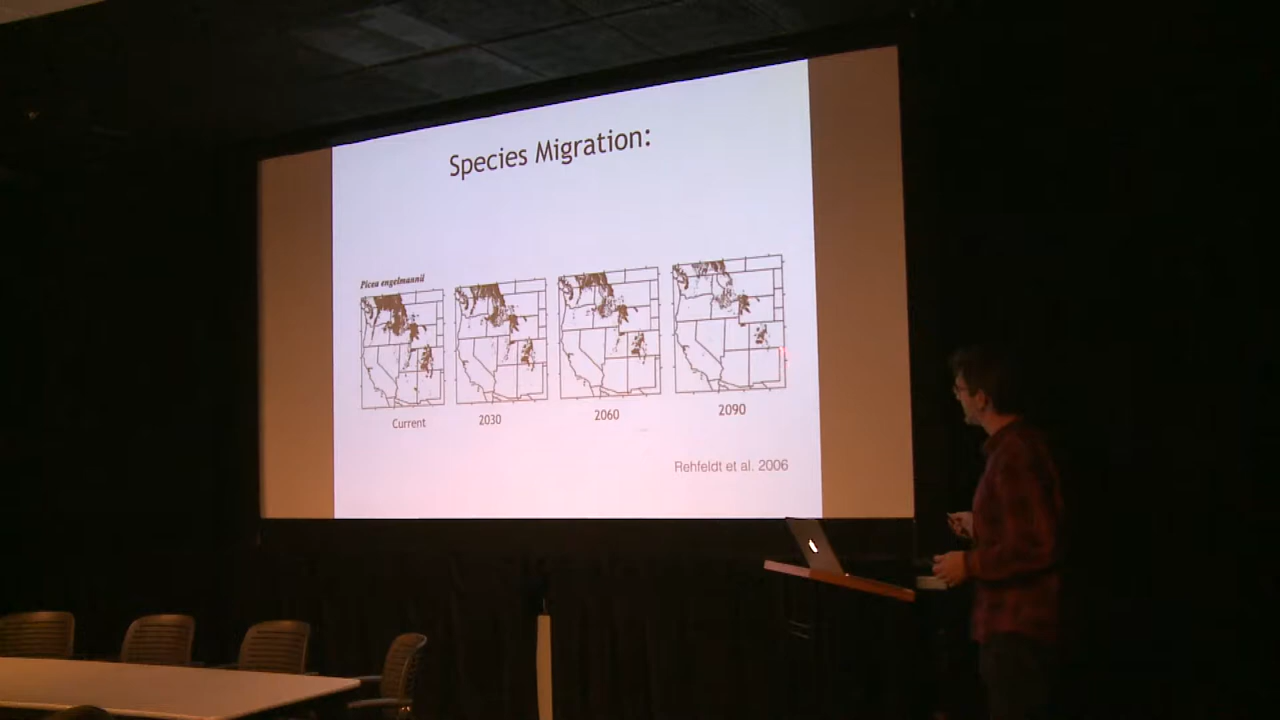 Species Migration:
Picea engelmannii
Current
2030
2060
2090
Rehfeldt et al. 2006